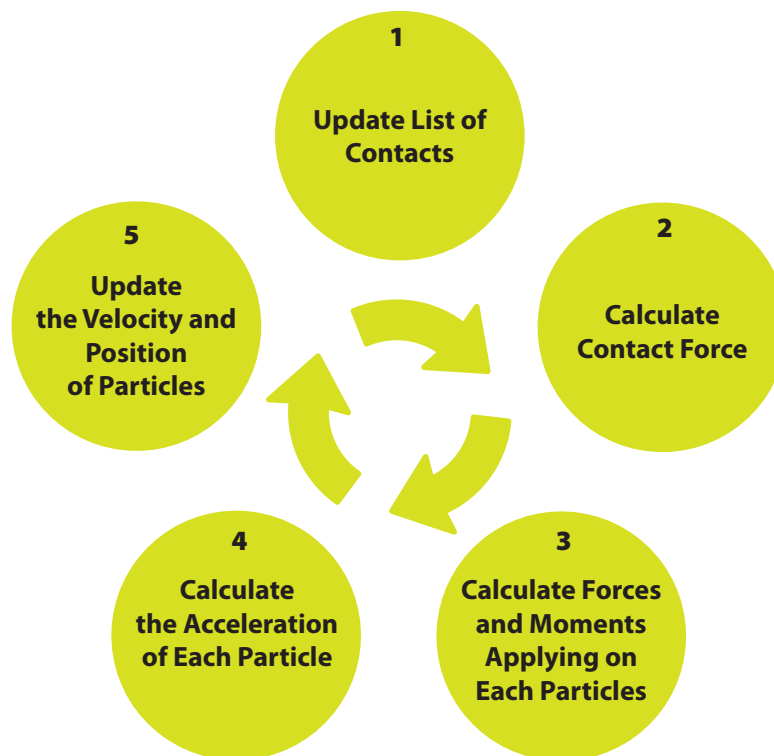 1
Update List of
Contacts
2
Calculate
Contact Force
3
Calculate Forces
and Moments
Applying on
Each Particles
4
Calculate
the Acceleration
of Each Particle
5
Update
the Velocity and
Position
of Particles